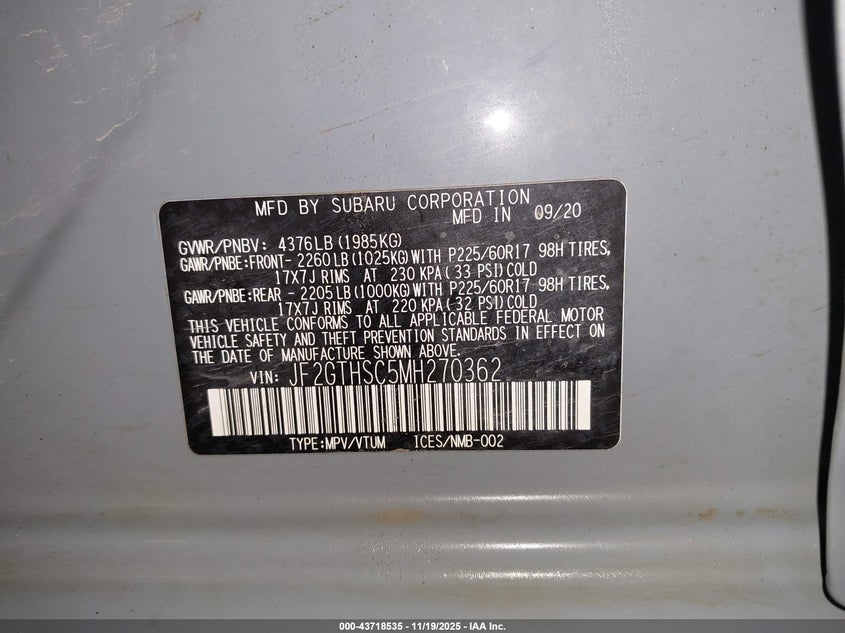 MFD BY SUBARU CORPORATION
MFD IN 09/20
GVWR/PNBV: 4376LB(1985KG)
GAWR/PNBE:FRONT- 2260LB(1025KG)WITH P225/60R17 98H TIRES,
17X7J RIMS AT 230 KPA(33 PSI)COLD
GAWR/PNBE:REAR - 2205LB(1000KG)WITH P225/60R17 98H TIRES,
17X7J RIMS AT 220 KPA(32 PSI)COLD
THIS VEHICLE CONFORMS TO ALL APPLICABLE FEDERAL MOTOR
VEHICLE SAFETY AND THEFT PREVENTION STANDARDS IN EFFECT ON
THE DATE OF MANUFACTURE SHOWN ABOVE.
VIN: JF2GTHSC5MH270362
TYPE:MPV/VTUM ICES/NMB-002
000-43718535 - 11/19/2025 - IAA Inc.